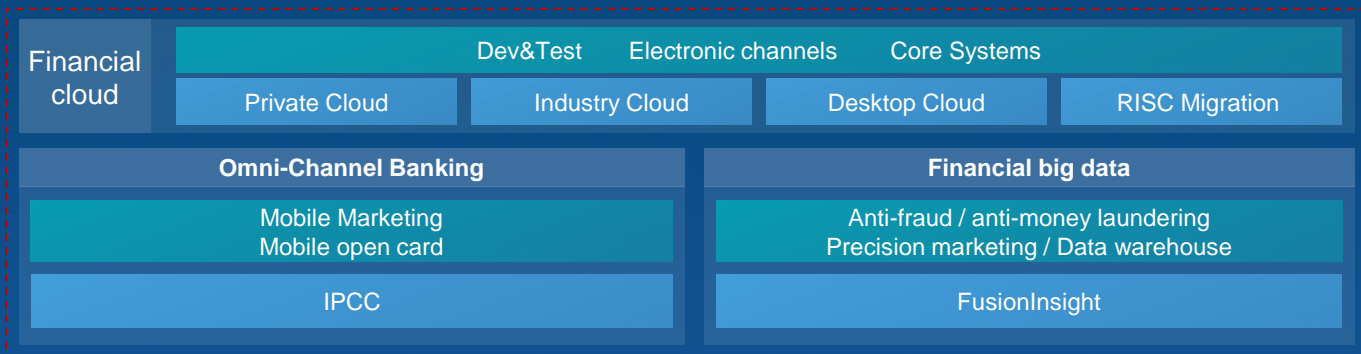 Financial
cloud
Dev&Test Electronic channels Core Systems
Private Cloud Industry Cloud Desktop Cloud RISC Migration
Omni-Channel Banking
Mobile Marketing
Mobile open card
IPCC
Financial big data
Anti-fraud / anti-money laundering
Precision marketing / Data warehouse
FusionInsight